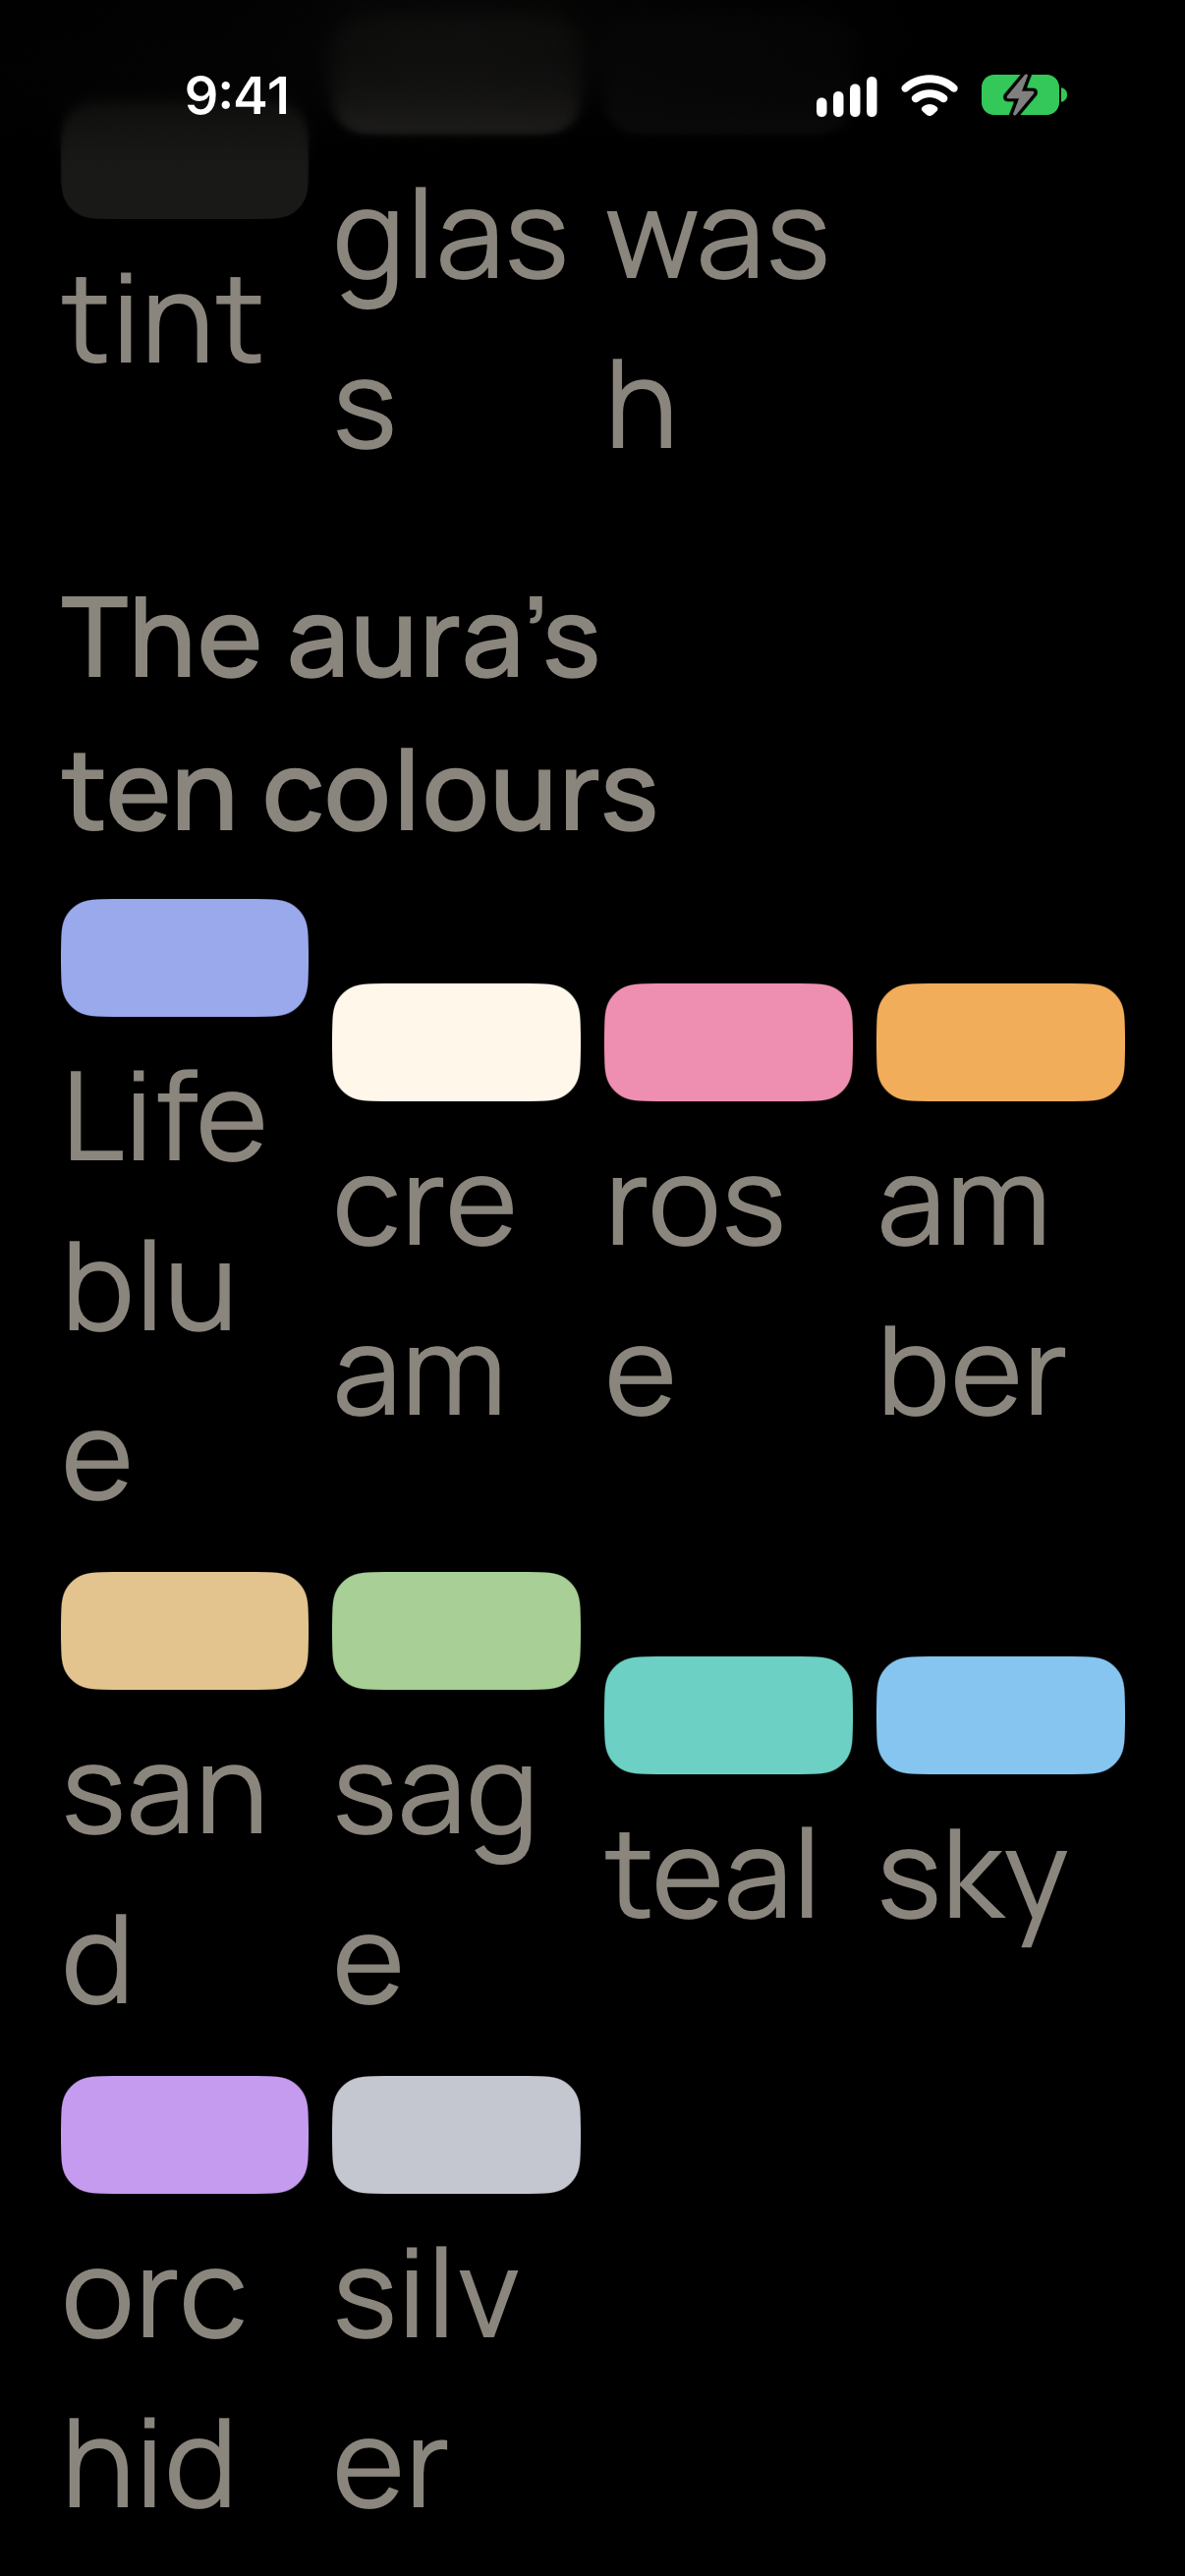 9:41
tint
glas
s
was
h
The aura’s
ten colours
Life
blu
e
cre
am
ros
e
am
ber
san
d
sag
e
teal
sky
orc
hid
silv
er